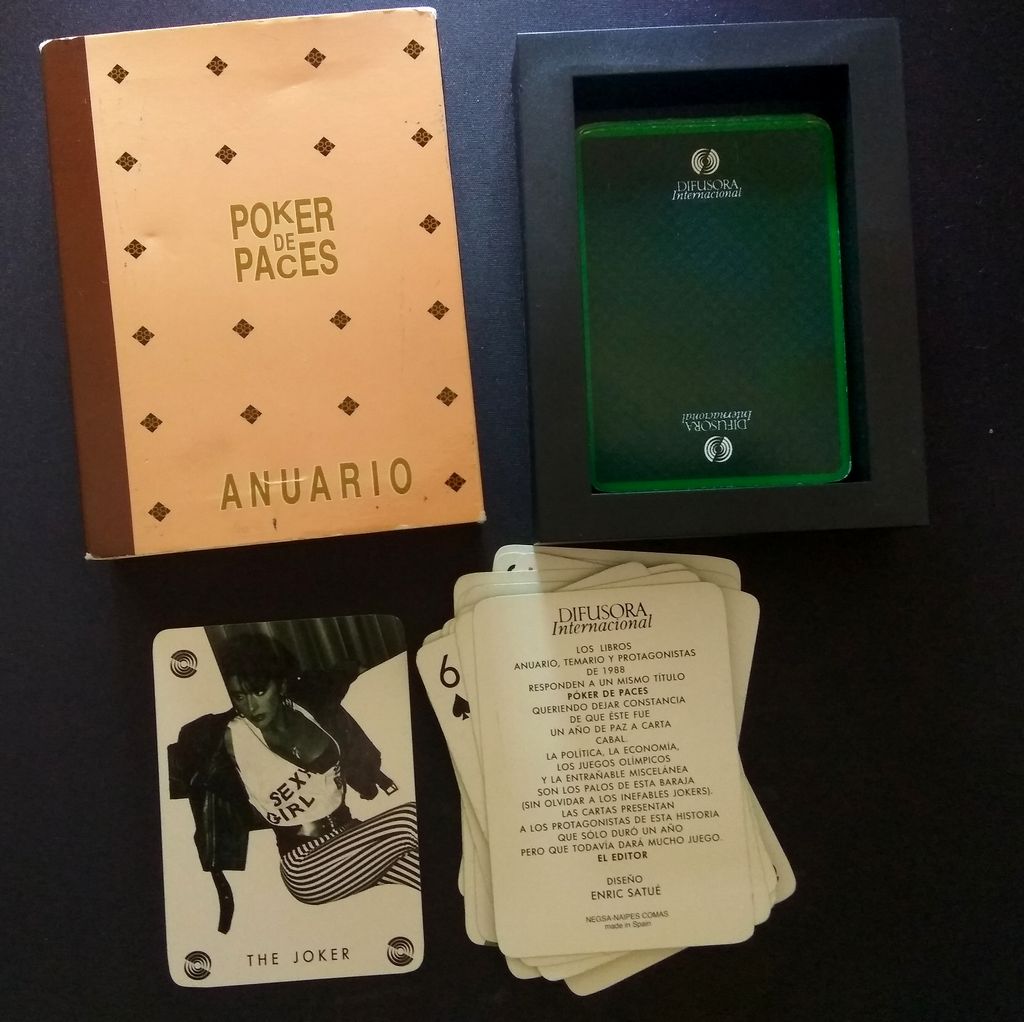 POKER
DE
PACES
ANUARIO
DIFUSORA
Internacional
DIFUSORA
Internacional
SEXY
GIRL
THE JOKER
6
DIFUSORA
Internacional
LOS LIBROS
ANUARIO, TEMARIO Y PROTAGONISTAS
DE 1988
RESPONDEN A UN MISMO TÍTULO
PÓKER DE PACES
QUERIENDO DEJAR CONSTANCIA
DE QUE ÉSTE FUE
UN AÑO DE PAZ A CARTA
CABAL.
LA POLÍTICA, LA ECONOMÍA,
LOS JUEGOS OLÍMPICOS
Y LA ENTRAÑABLE MISCELÁNEA
SON LOS PALOS DE ESTA BARAJA
(SIN OLVIDAR A LOS INEFABLES JOKERS).
LAS CARTAS PRESENTAN
A LOS PROTAGONISTAS DE ESTA HISTORIA
QUE SÓLO DURÓ UN AÑO
PERO QUE TODAVÍA DARÁ MUCHO JUEGO.
EL EDITOR
DISEÑO
ENRIC SATUÉ
NEGSA-NAIPES COMAS
made in Spain